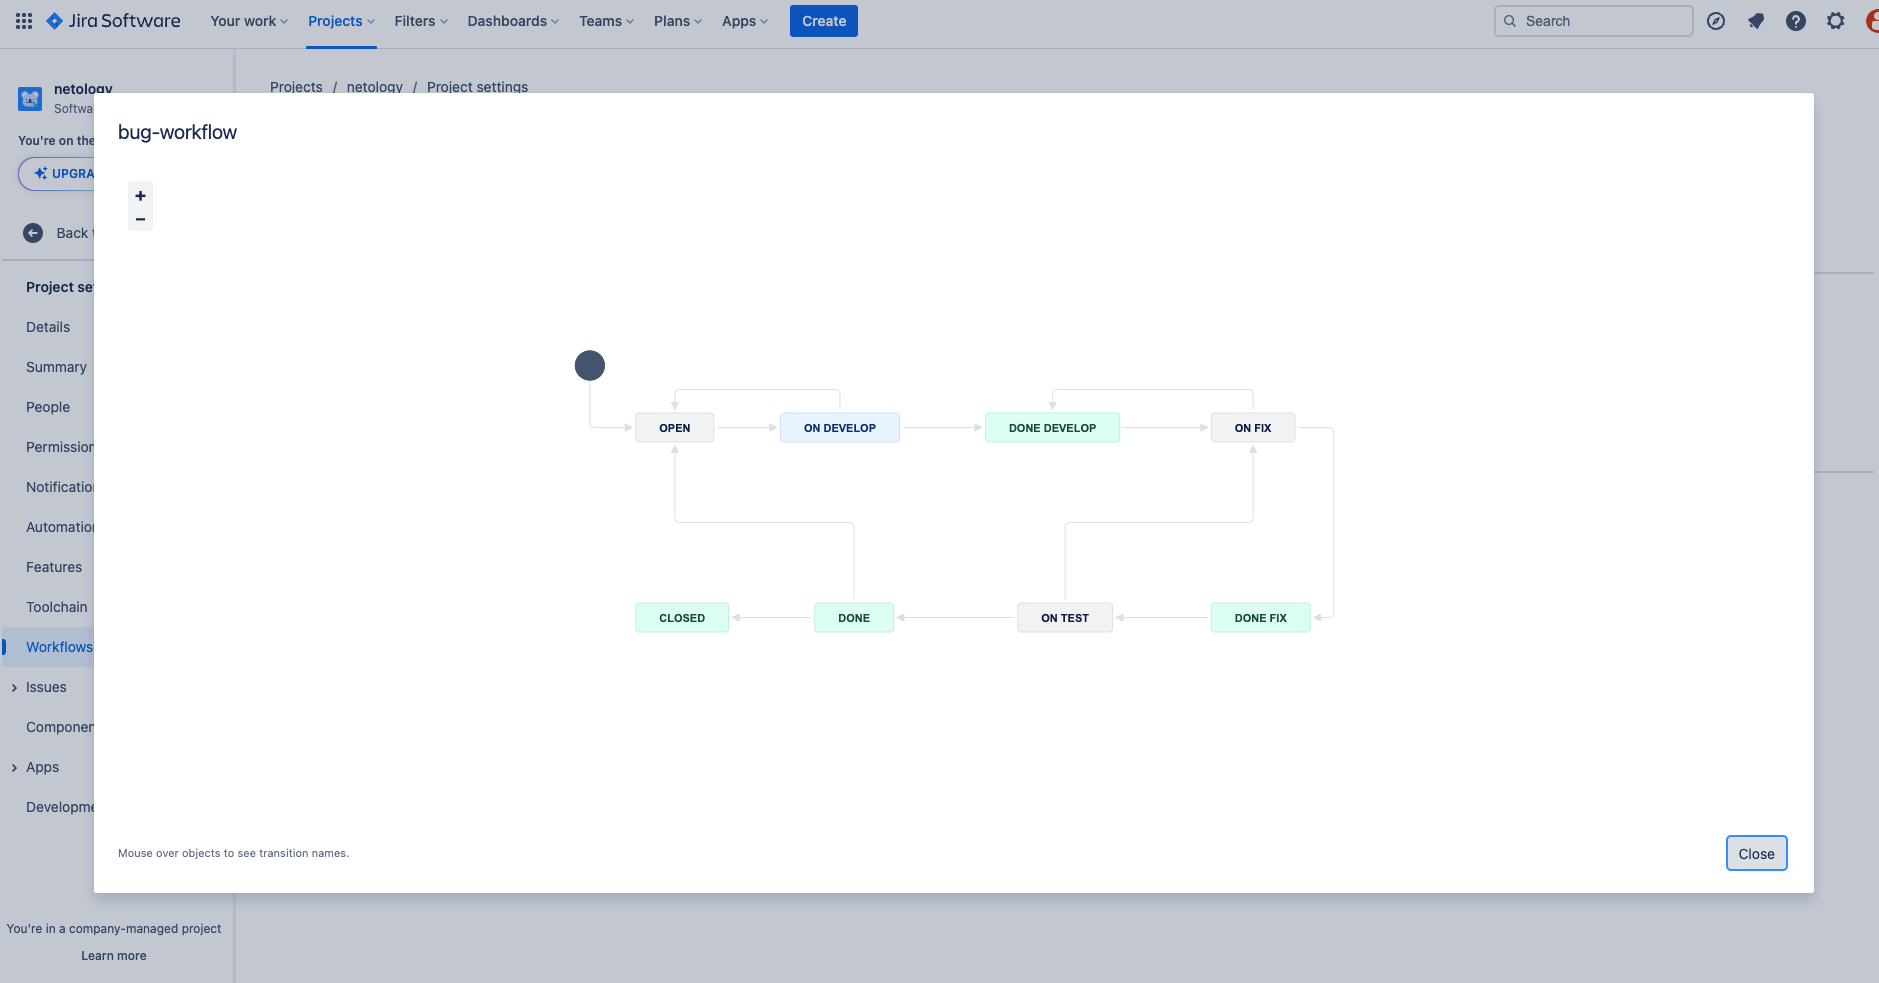 Jira Software
Your work
Projects
Filters
Dashboards
Teams
Plans
Apps
Create
Search
netology
Softwa
Projects / netology / Project settings
You're on the
UPGRA
Back t
Project se
Details
Summary
People
Permission
Notification
Automation
Features
Toolchain
Workflows
Issues
Componen
Apps
Developme
bug-workflow
+
−
OPEN
ON DEVELOP
DONE DEVELOP
ON FIX
CLOSED
DONE
ON TEST
DONE FIX
Mouse over objects to see transition names.
Close
You're in a company-managed project
Learn more